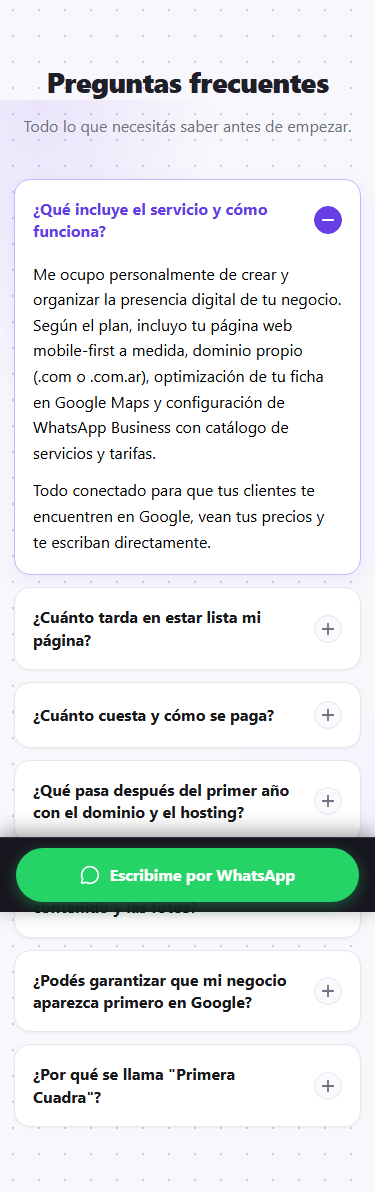 Preguntas frecuentes
Todo lo que necesitás saber antes de empezar.
¿Qué incluye el servicio y cómo
funciona?
Me ocupo personalmente de crear y
organizar la presencia digital de tu negocio.
Según el plan, incluyo tu página web
mobile-first a medida, dominio propio
(.com o .com.ar), optimización de tu ficha
en Google Maps y configuración de
WhatsApp Business con catálogo de
servicios y tarifas.
Todo conectado para que tus clientes te
encuentren en Google, vean tus precios y
te escriban directamente.
¿Cuánto tarda en estar lista mi
página?
¿Cuánto cuesta y cómo se paga?
¿Qué pasa después del primer año
con el dominio y el hosting?
Escribime por WhatsApp
contenido y las fotos?
¿Podés garantizar que mi negocio
aparezca primero en Google?
¿Por qué se llama "Primera
Cuadra"?